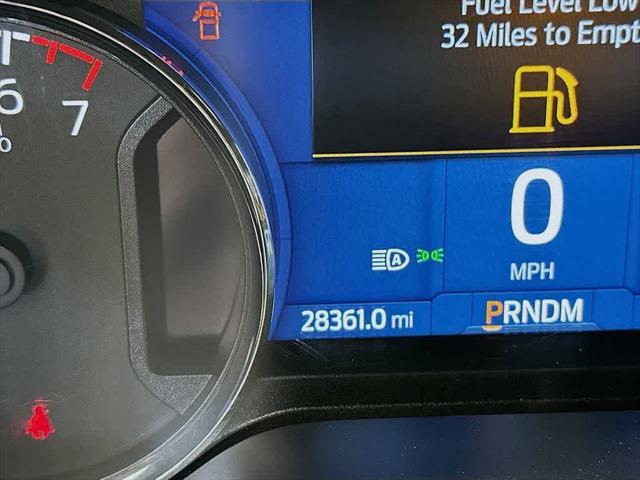 Fuel Level Low
32 Miles to Empt
6
7
0
MPH
A
28361.0 mi
PRNDM